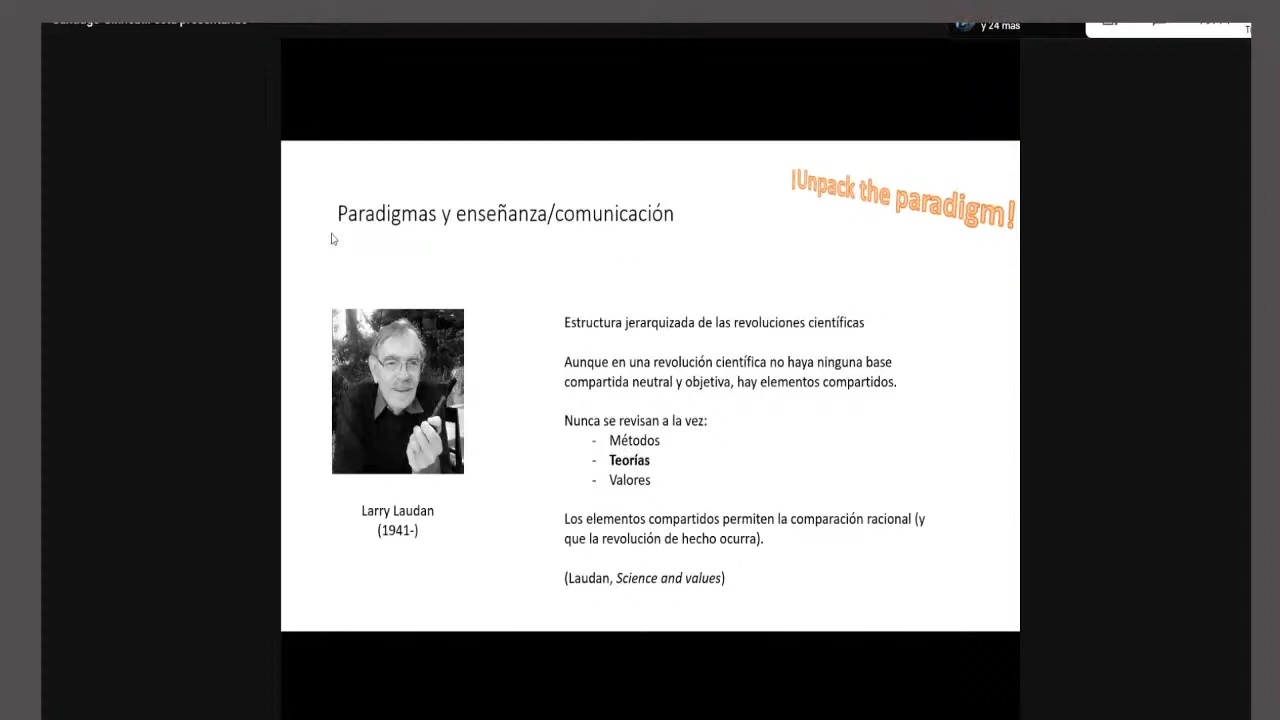 y 24 mas
¡Unpack the paradigm!
Paradigmas y enseñanza/comunicación
Estructura jerarquizada de las revoluciones científicas
Aunque en una revolución científica no haya ninguna base
compartida neutral y objetiva, hay elementos compartidos.
Nunca se revisan a la vez:
- Métodos
- Teorías
- Valores
Larry Laudan
(1941-)
Los elementos compartidos permiten la comparación racional (y
que la revolución de hecho ocurra).
(Laudan, Science and values)